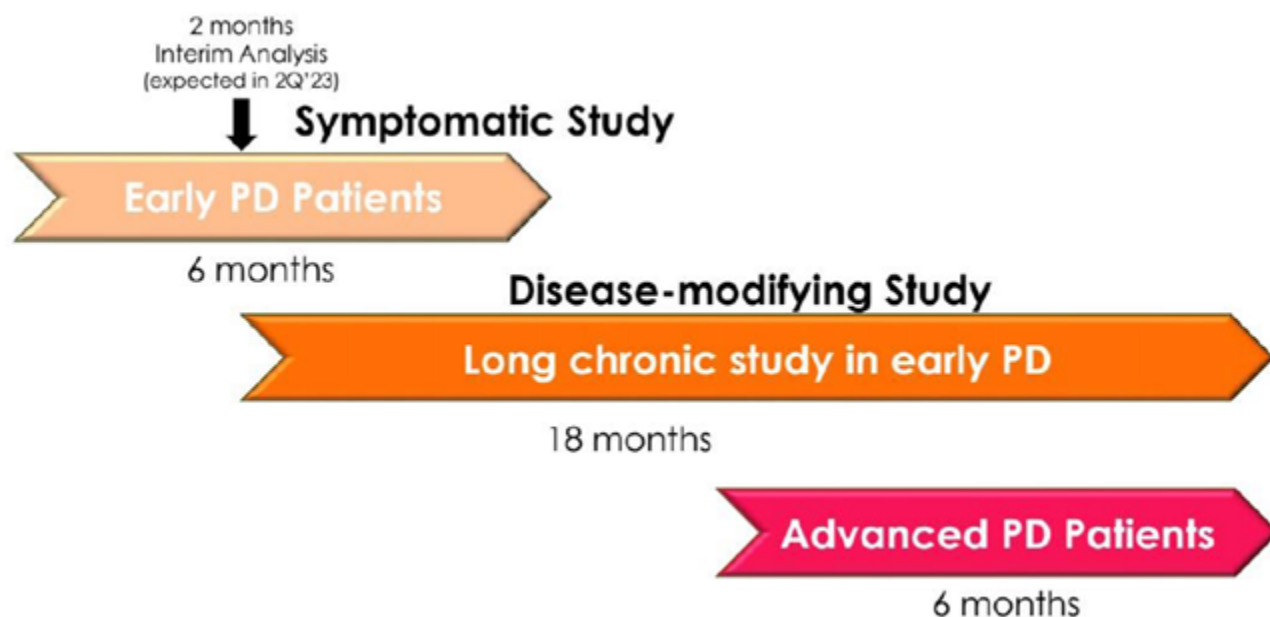 2 months
Interim Analysis
(expected in 2Q'23)
Symptomatic Study
Early PD Patients
6 months
Disease-modifying Study
Long chronic study in early PD
18 months
Advanced PD Patients
6 months